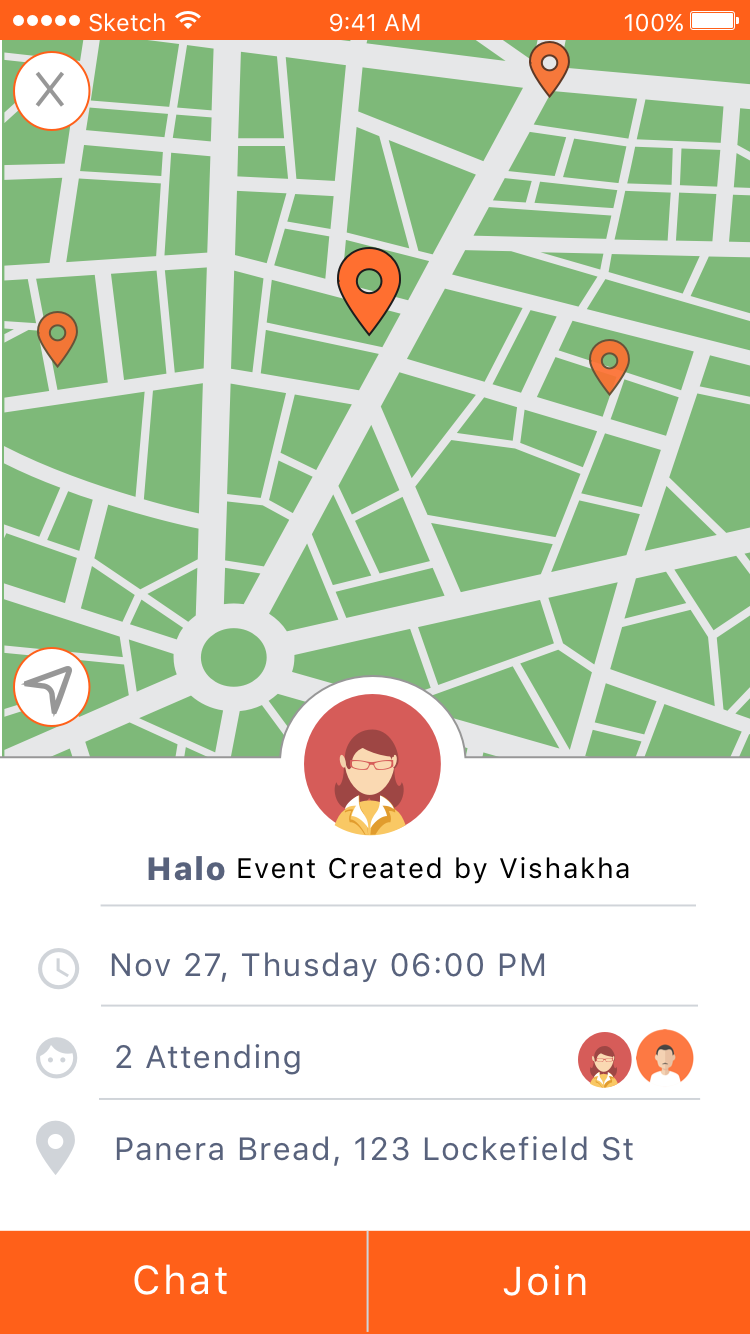 Sketch 9:41 AM 100%
X
Halo Event Created by Vishakha
Nov 27, Thusday 06:00 PM
2 Attending
Panera Bread, 123 Lockefield St
Chat Join